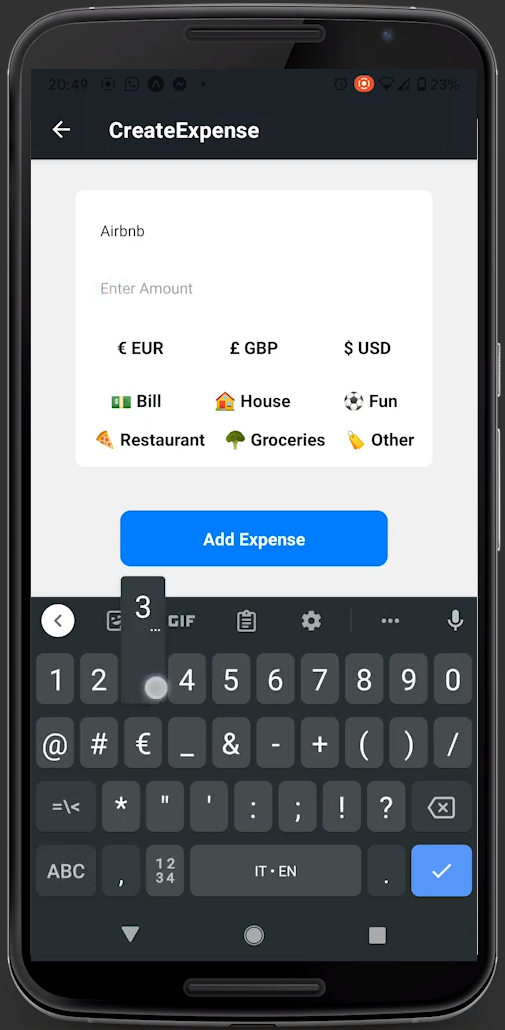 20:49 23%
CreateExpense
Airbnb
Enter Amount
€ EUR £ GBP $ USD
Bill House Fun
Restaurant Groceries Other
Add Expense
3
...
GIF
1 2 4 5 6 7 8 9 0
@ # € _ & - + ( ) /
=\< * " ' : ; ! ?
ABC , 12 34 IT • EN .